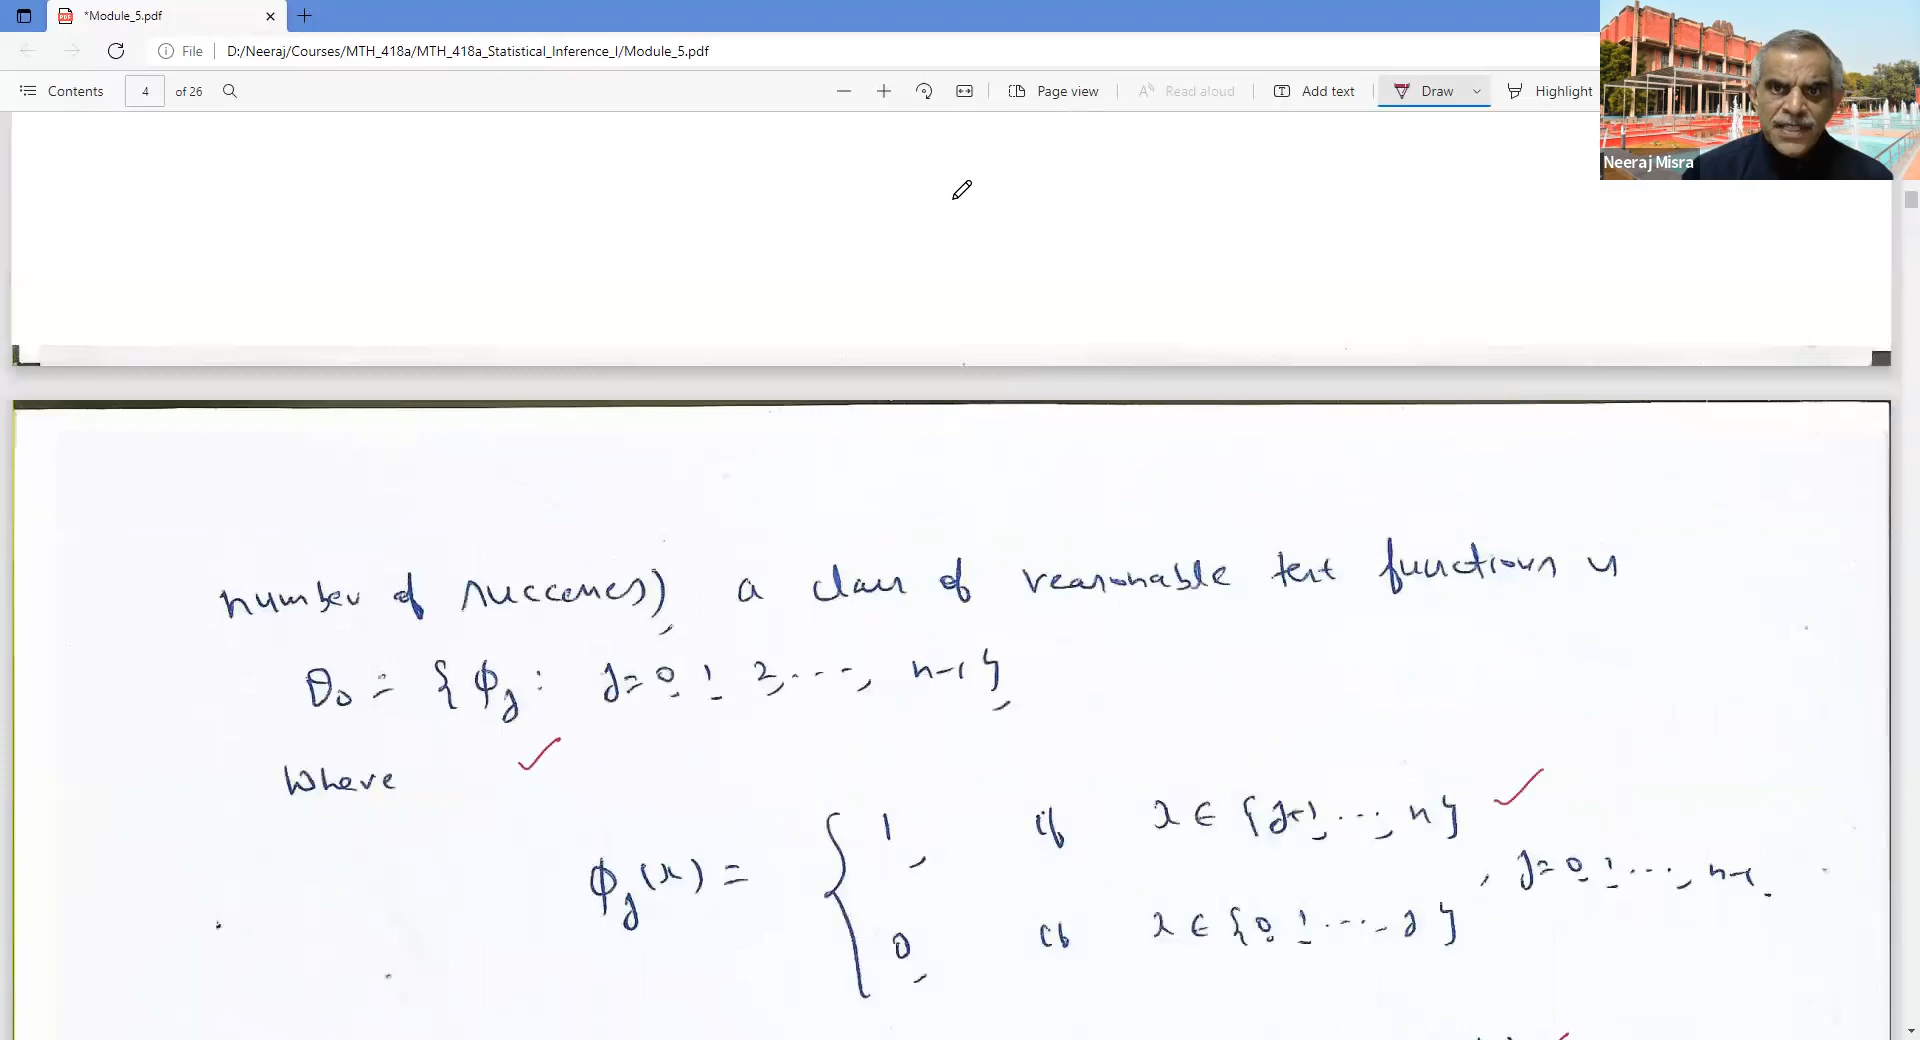 *Module_5.pdf
File D:/Neeraj/Courses/MTH_418a/MTH_418a_Statistical_Inference_I/Module_5.pdf
Contents 4 of 26 Page view Read aloud Add text Draw Highlight
Neeraj Misra
number of successes), a class of reasonable test functions is
D₀ = { ϕ_j : j = 0, 1, 2, ..., n-1 },
Where
ϕ_j(x) = { 1, if x ∈ {j+1, ..., n}
, j = 0, 1, ..., n-1.
0, if x ∈ {0, 1, ..., j}